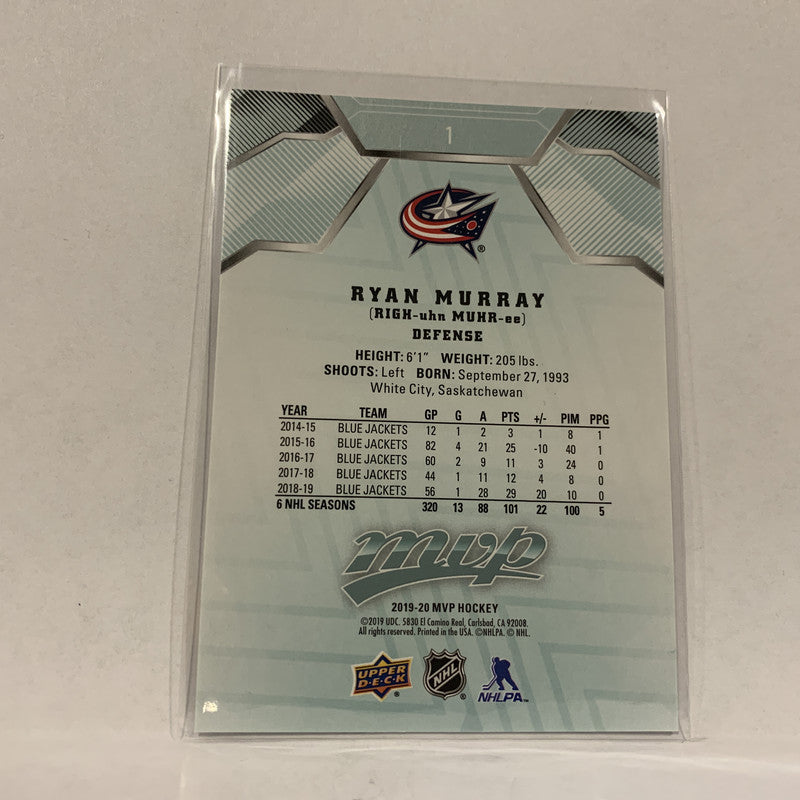 1
®
RYAN MURRAY
(RIGH-uhn MUHR-ee)
DEFENSE
HEIGHT: 6'1" WEIGHT: 205 lbs.
SHOOTS: Left BORN: September 27, 1993
White City, Saskatchewan
YEAR TEAM GP G A PTS +/- PIM PPG
2014-15 BLUE JACKETS 12 1 2 3 1 8 1
2015-16 BLUE JACKETS 82 4 21 25 -10 40 1
2016-17 BLUE JACKETS 60 2 9 11 3 24 0
2017-18 BLUE JACKETS 44 1 11 12 4 8 0
2018-19 BLUE JACKETS 56 1 28 29 20 10 0
6 NHL SEASONS 320 13 88 101 22 100 5
mvp
2019-20 MVP HOCKEY
©2019 UDC. 5830 El Camino Real, Carlsbad, CA 92008.
All rights reserved. Printed in the USA. ©NHLPA. © NHL.
UPPER DECK® NHL® NHLPA™